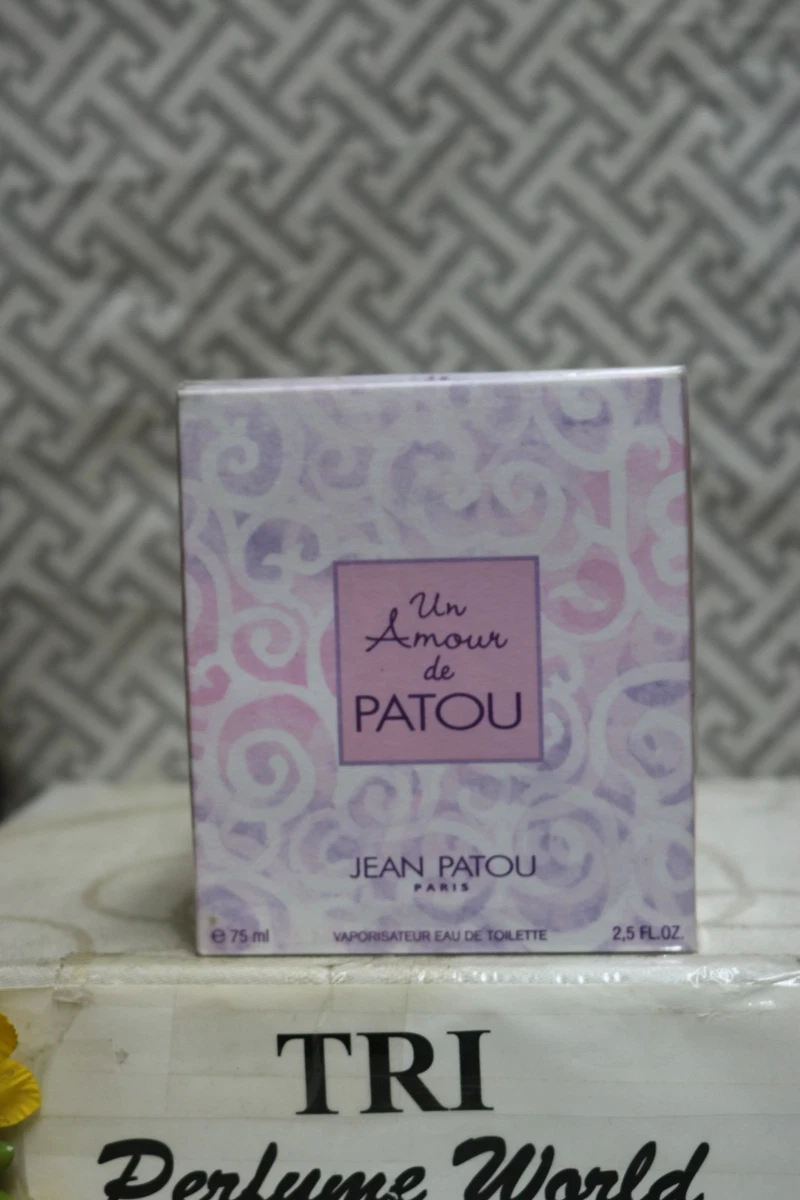 Un
Amour
de
PATOU
JEAN PATOU
PARIS
℮ 75 ml VAPORISATEUR EAU DE TOILETTE 2,5 FL.OZ.
TRI
Perfume World